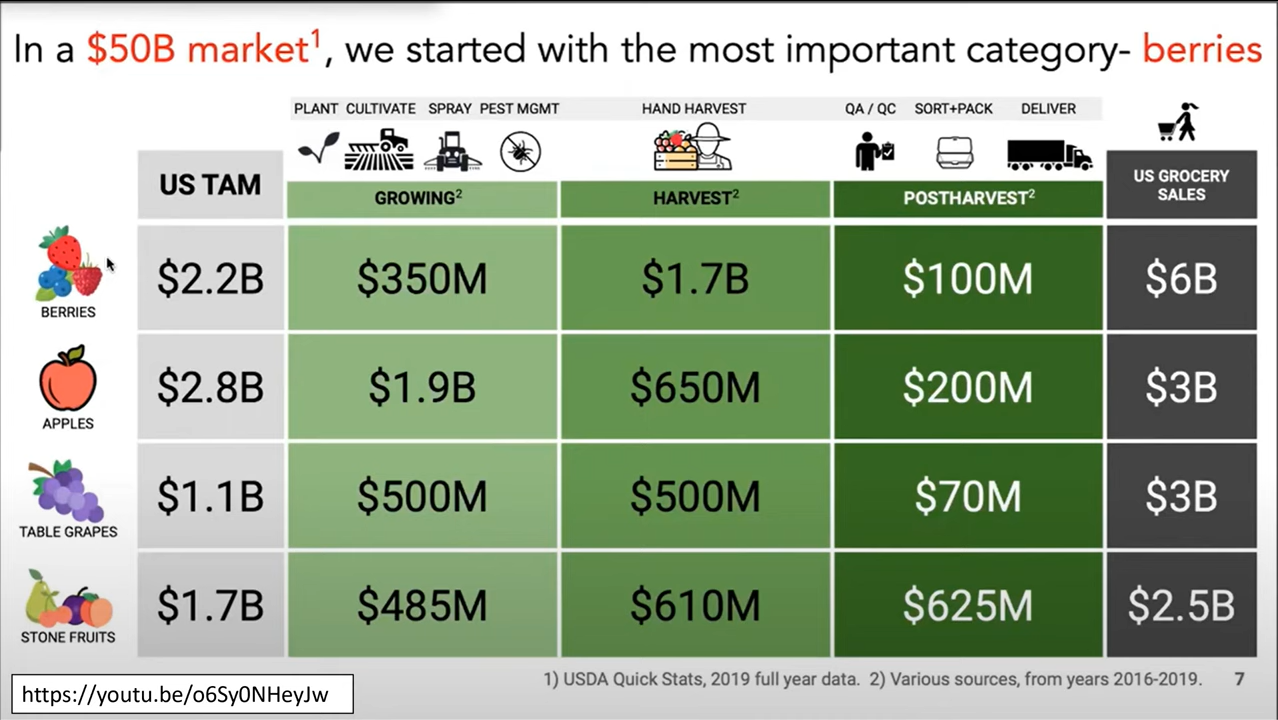 In a $50B market1, we started with the most important category- berries
PLANT CULTIVATE SPRAY PEST MGMT HAND HARVEST QA / QC SORT+PACK DELIVER
US TAM GROWING2 HARVEST2 POSTHARVEST2 US GROCERY
SALES
BERRIES $2.2B $350M $1.7B $100M $6B
APPLES $2.8B $1.9B $650M $200M $3B
TABLE GRAPES $1.1B $500M $500M $70M $3B
STONE FRUITS $1.7B $485M $610M $625M $2.5B
1) USDA Quick Stats, 2019 full year data. 2) Various sources, from years 2016-2019. 7
https://youtu.be/o6Sy0NHeyJw